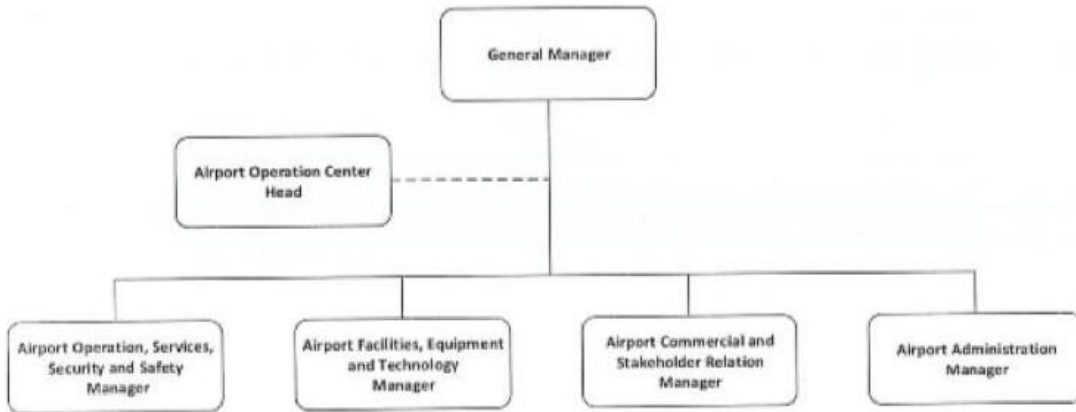 General Manager
Airport Operation Center
Head
Airport Operation, Services,
Security and Safety
Manager
Airport Facilities, Equipment
and Technology
Manager
Airport Commercial and
Stakeholder Relation
Manager
Airport Administration
Manager